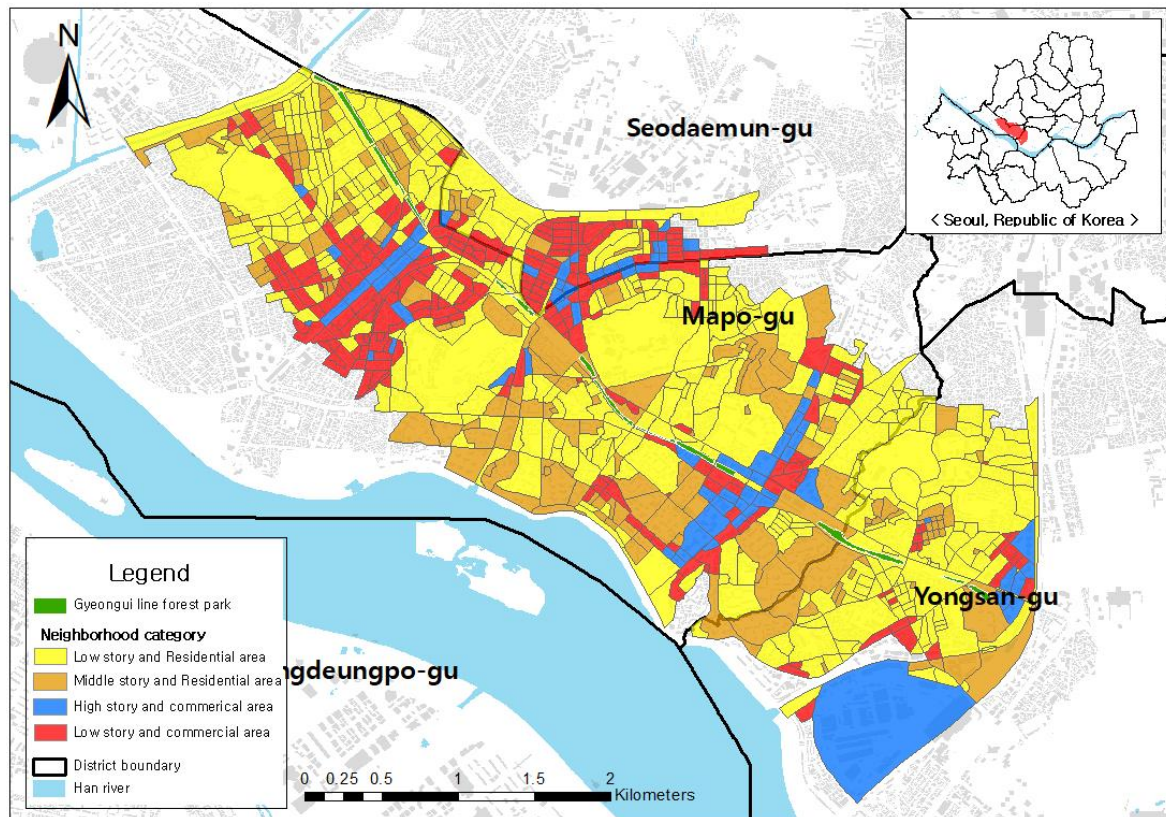 N
Seodaemun-gu
< Seoul, Republic of Korea >
Mapo-gu
Yongsan-gu
ngdeungpo-gu
Legend
Gyeongui line forest park
Neighborhood category
Low story and Residential area
Middle story and Residential area
High story and commerical area
Low story and commercial area
District boundary
Han river
0 0.25 0.5 1 1.5 2
Kilometers